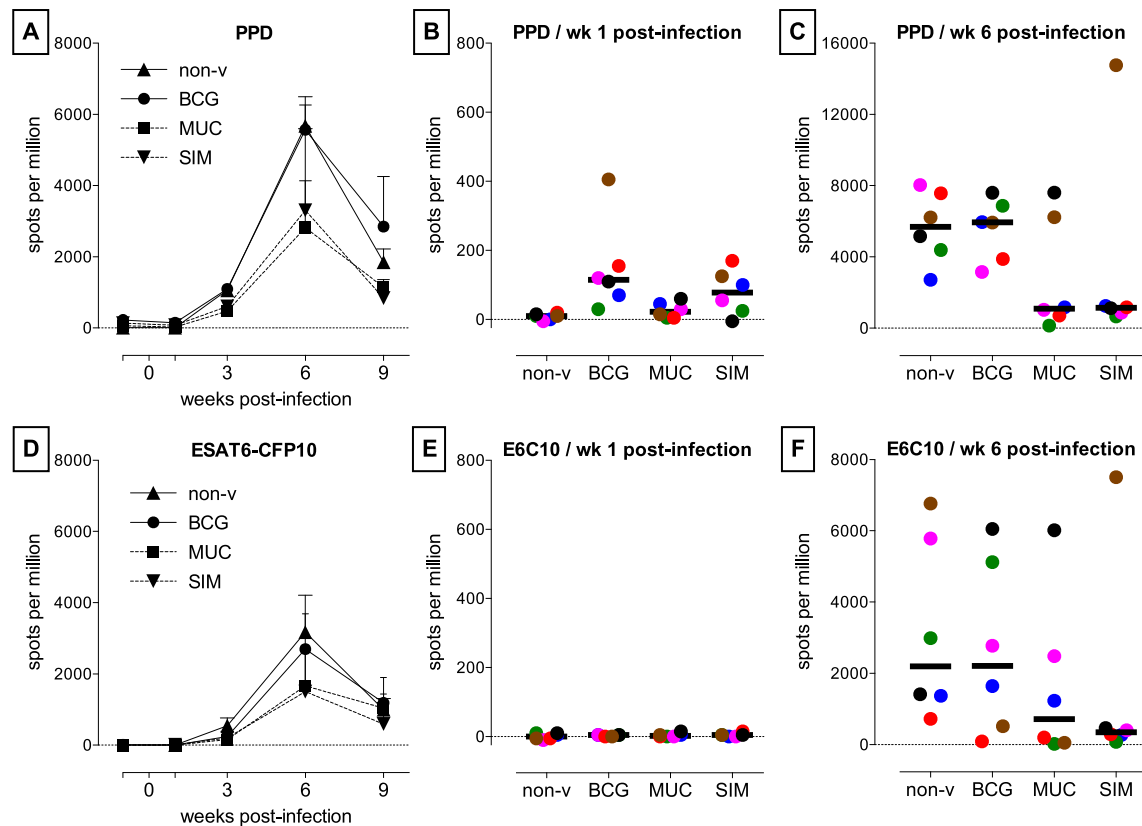 A
PPD
8000
6000
4000
2000
0
spots per million
non-v
BCG
MUC
SIM
0
3
6
9
weeks post-infection
B
PPD / wk 1 post-infection
800
600
400
200
0
spots per million
non-v
BCG
MUC
SIM
C
PPD / wk 6 post-infection
16000
12000
8000
4000
0
spots per million
non-v
BCG
MUC
SIM
D
ESAT6-CFP10
8000
6000
4000
2000
0
spots per million
non-v
BCG
MUC
SIM
0
3
6
9
weeks post-infection
E
E6C10 / wk 1 post-infection
800
600
400
200
0
spots per million
non-v
BCG
MUC
SIM
F
E6C10 / wk 6 post-infection
8000
6000
4000
2000
0
spots per million
non-v
BCG
MUC
SIM